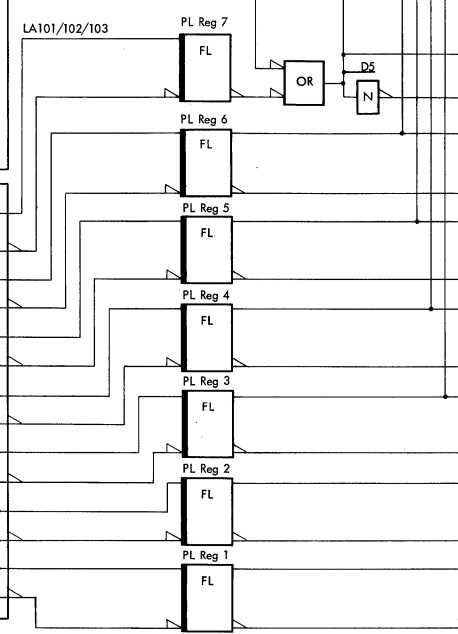 PL Reg 7
LA101/102/103
FL
OR
D5
N
PL Reg 6
FL
PL Reg 5
FL
PL Reg 4
FL
PL Reg 3
FL
PL Reg 2
FL
PL Reg 1
FL